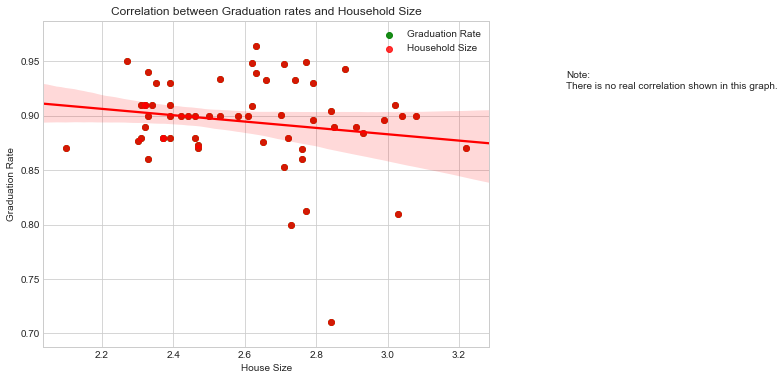 Correlation between Graduation rates and Household Size
Graduation Rate
Household Size
Note:
There is no real correlation shown in this graph.
0.95
0.90
0.85
0.80
0.75
0.70
Graduation Rate
2.2 2.4 2.6 2.8 3.0 3.2
House Size